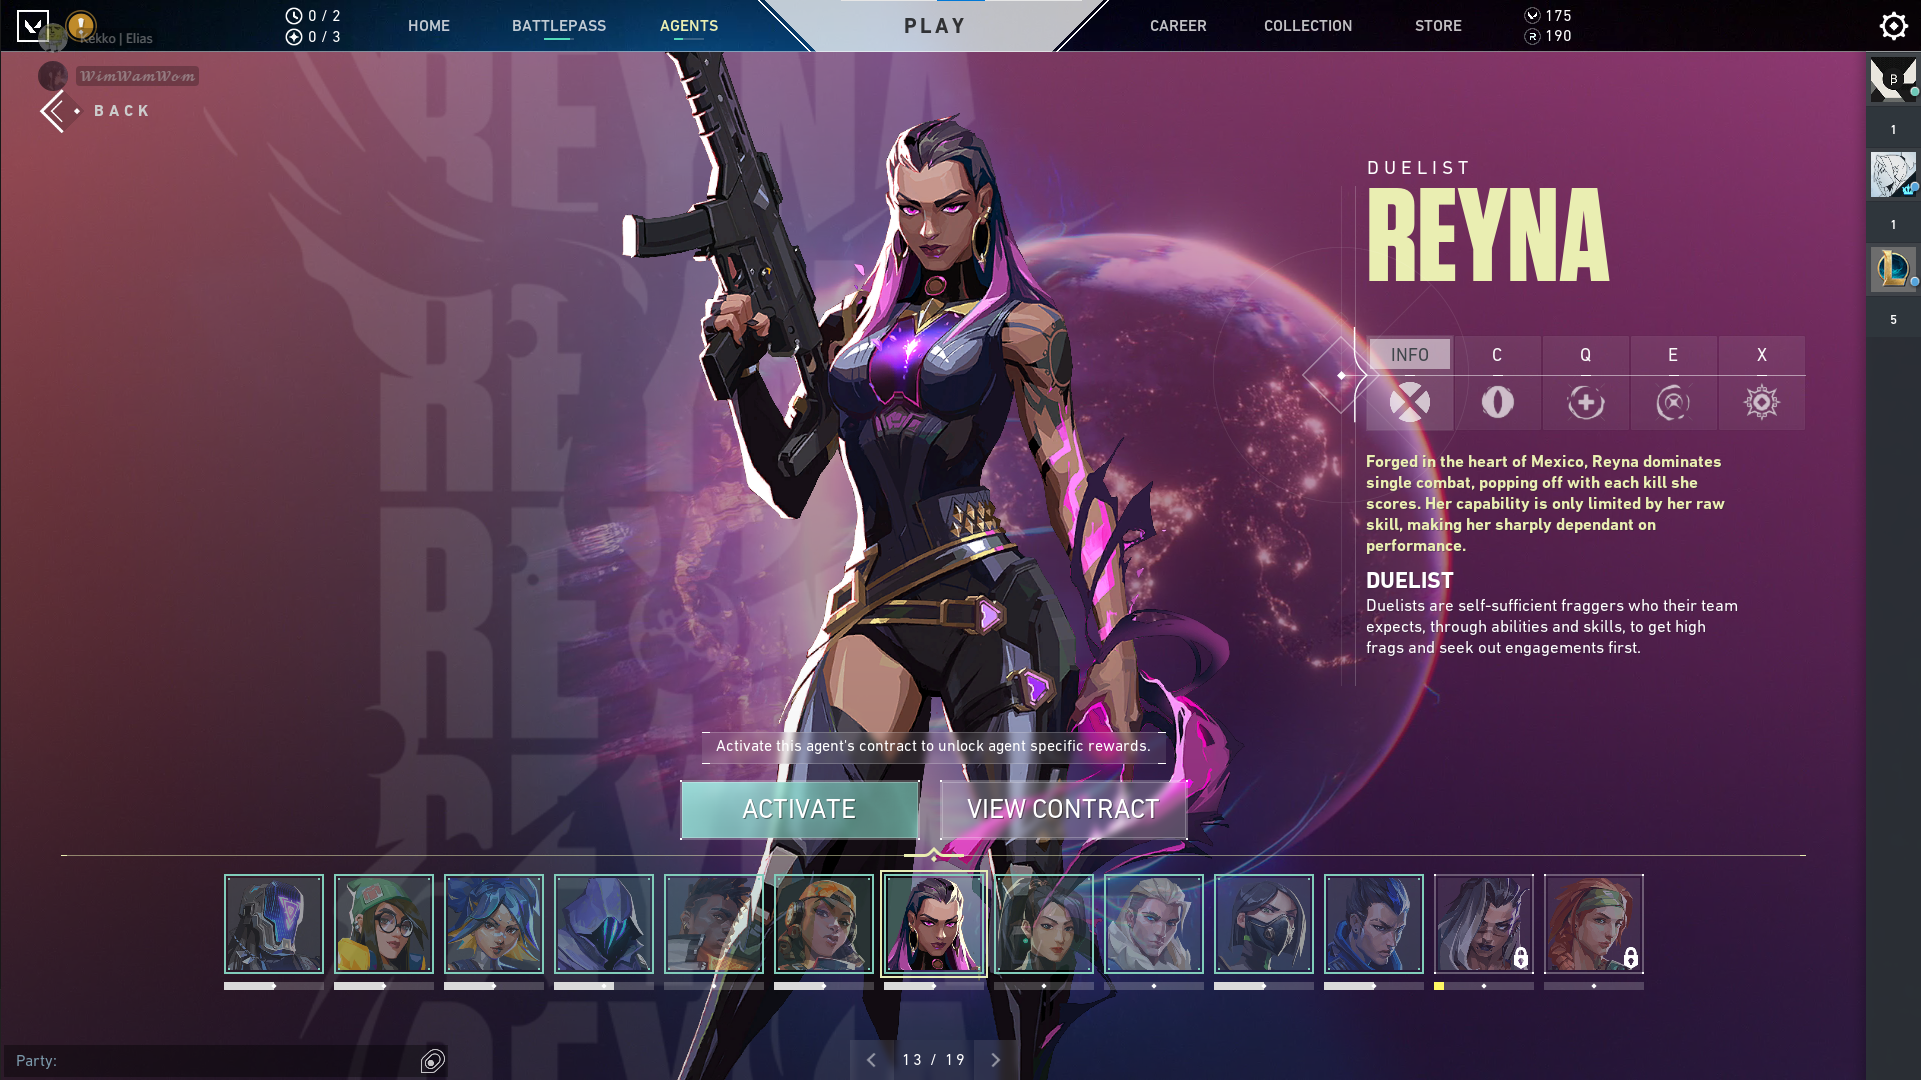 Kekko | Elias
0 / 2
0 / 3
HOME
BATTLEPASS
AGENTS
PLAY
CAREER
COLLECTION
STORE
175
190
WimWamWom
BACK
B
1
1
5
DUELIST
REYNA
INFO
C
Q
E
X
Forged in the heart of Mexico, Reyna dominates
single combat, popping off with each kill she
scores. Her capability is only limited by her raw
skill, making her sharply dependant on
performance.
DUELIST
Duelists are self-sufficient fraggers who their team
expects, through abilities and skills, to get high
frags and seek out engagements first.
Activate this agent's contract to unlock agent specific rewards.
ACTIVATE
VIEW CONTRACT
Party:
13 / 19